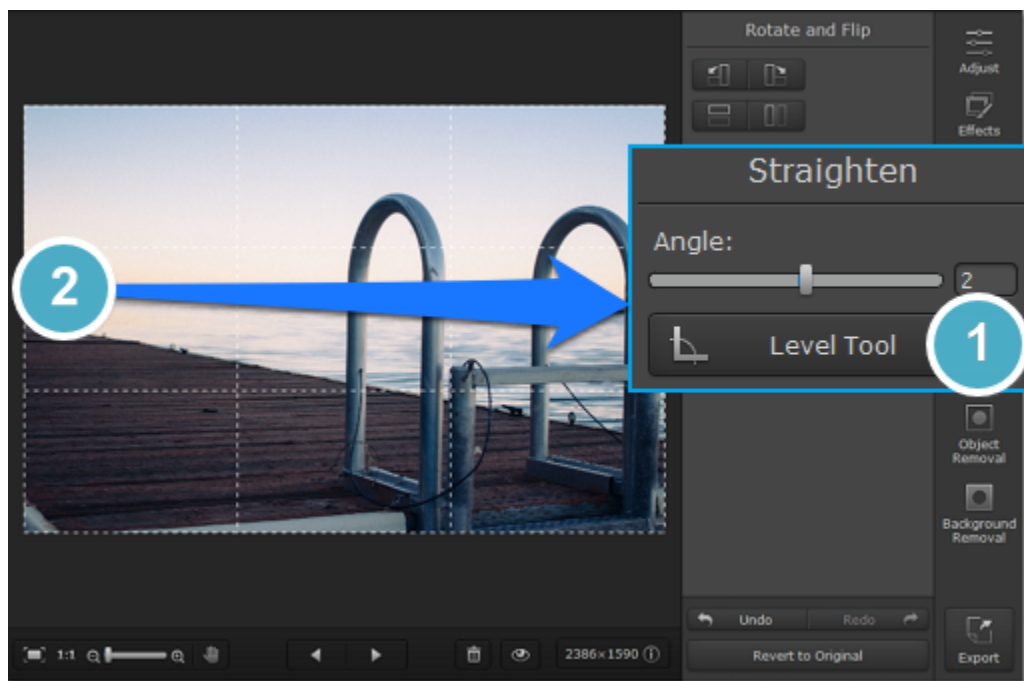 Rotate and Flip
Adjust
Effects
Straighten
Angle:
2
Level Tool
1
2
Object
Removal
Background
Removal
Undo
Redo
Revert to Original
Export
1:1
2386×1590